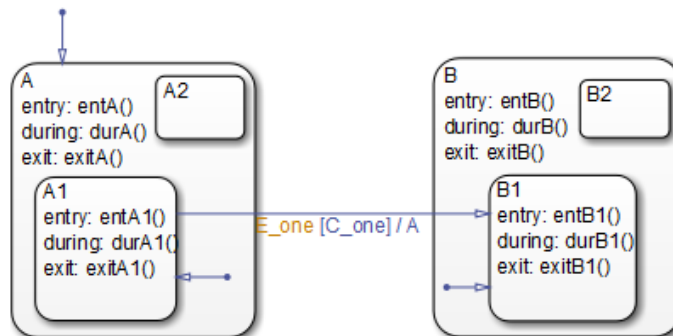 A
entry: entA()
during: durA()
exit: exitA()
A2
A1
entry: entA1()
during: durA1()
exit: exitA1()
E_one [C_one] / A
B
entry: entB()
during: durB()
exit: exitB()
B2
B1
entry: entB1()
during: durB1()
exit: exitB1()